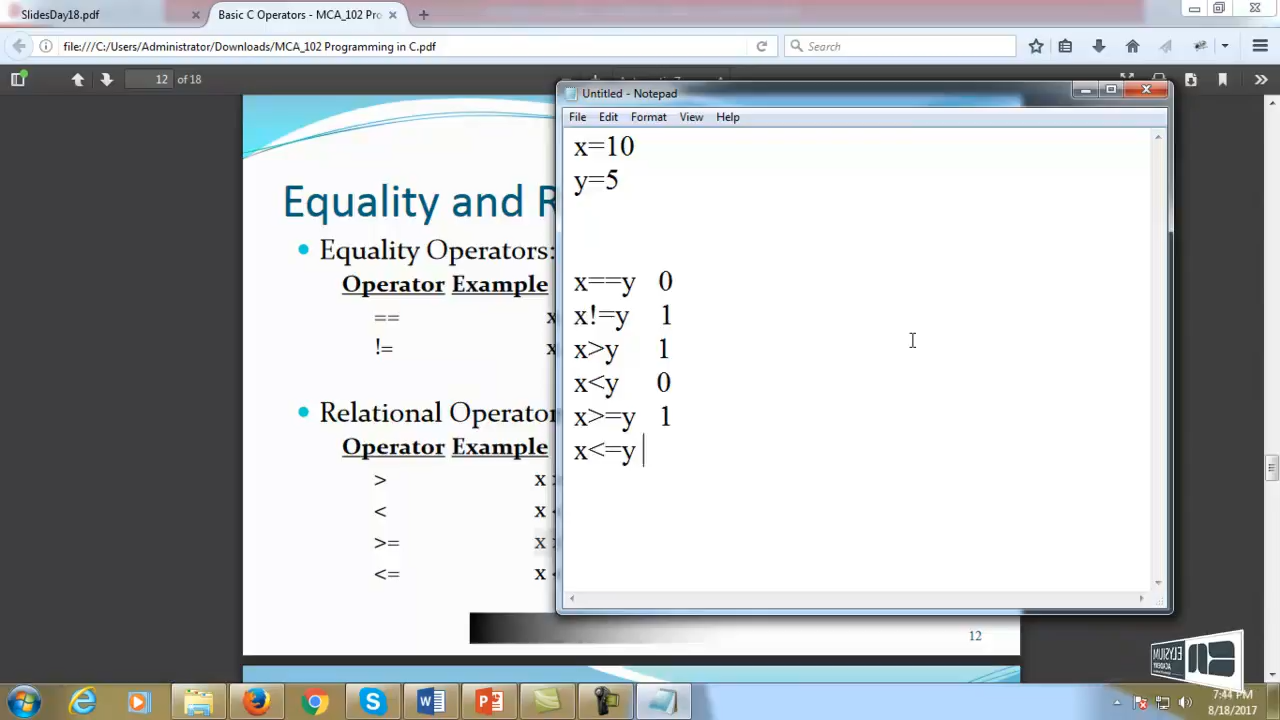 SlidesDay18.pdf
Basic C Operators - MCA_102 Pro
file:///C:/Users/Administrator/Downloads/MCA_102 Programming in C.pdf
Search
12 of 18
Untitled - Notepad
File Edit Format View Help
x=10
y=5
x==y 0
x!=y 1
x>y 1
x<y 0
x>=y 1
x<=y
Equality and R
Equality Operators:
Operator Example
== x
!= x
Relational Operator
Operator Example
> x
< x
>= x
<= x
12
ELYSIUM
ACADEMY
7:44 PM
8/18/2017